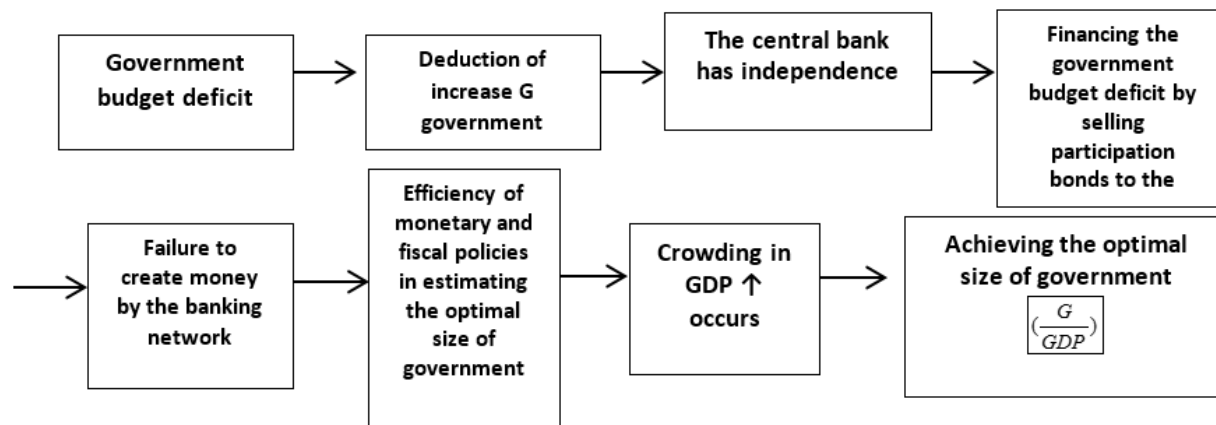 Government
budget deficit
Deduction of
increase G
government
The central bank
has independence
Financing the
government
budget deficit by
selling
participation
bonds to the
Failure to
create money
by the banking
network
Efficiency of
monetary and
fiscal policies
in estimating
the optimal
size of
government
Crowding in
GDP ↑
occurs
Achieving the optimal
size of government
(G/GDP)